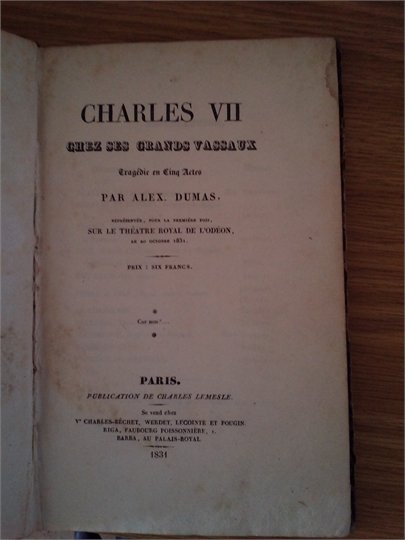 CHARLES VII
CHEZ SES GRANDS VASSAUX
Tragédie en Cinq Actes
PAR ALEX. DUMAS,
REPRÉSENTÉE, POUR LA PREMIÈRE FOIS,
SUR LE THÉATRE ROYAL DE L'ODÉON,
LE 20 OCTOBRE 1831.
PRIX : SIX FRANCS.
PARIS.
PUBLICATION DE CHARLES LEMESLE.
Se vend chez
Ve CHARLES-BÉCHET, WERDET, LECOINTE ET POUGIN.
RIGA, FAUBOURG POISSONNIÈRE, 1.
BARBA, AU PALAIS-ROYAL
1831